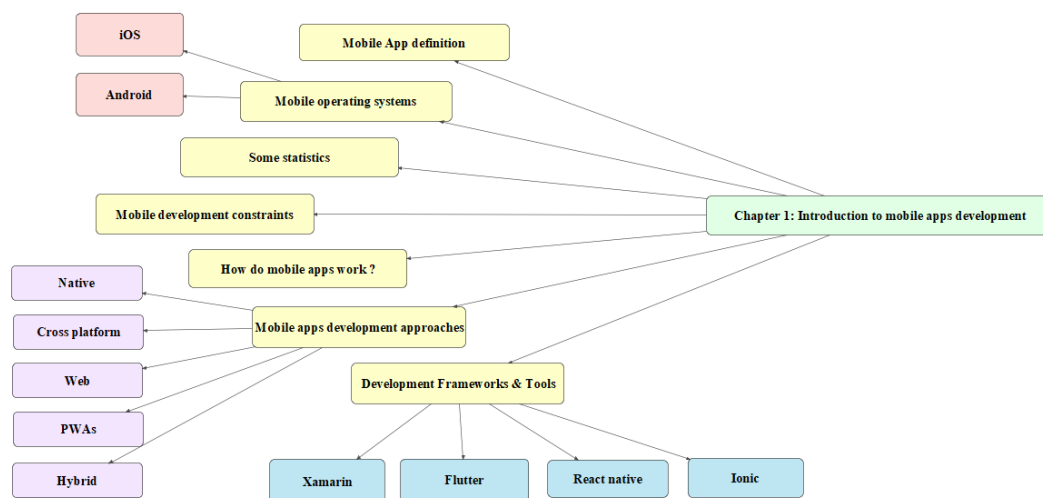 iOS
Mobile App definition
Android
Mobile operating systems
Some statistics
Mobile development constraints
Chapter 1: Introduction to mobile apps development
How do mobile apps work ?
Native
Mobile apps development approaches
Cross platform
Web
Development Frameworks & Tools
PWAs
Hybrid
Xamarin
Flutter
React native
Ionic